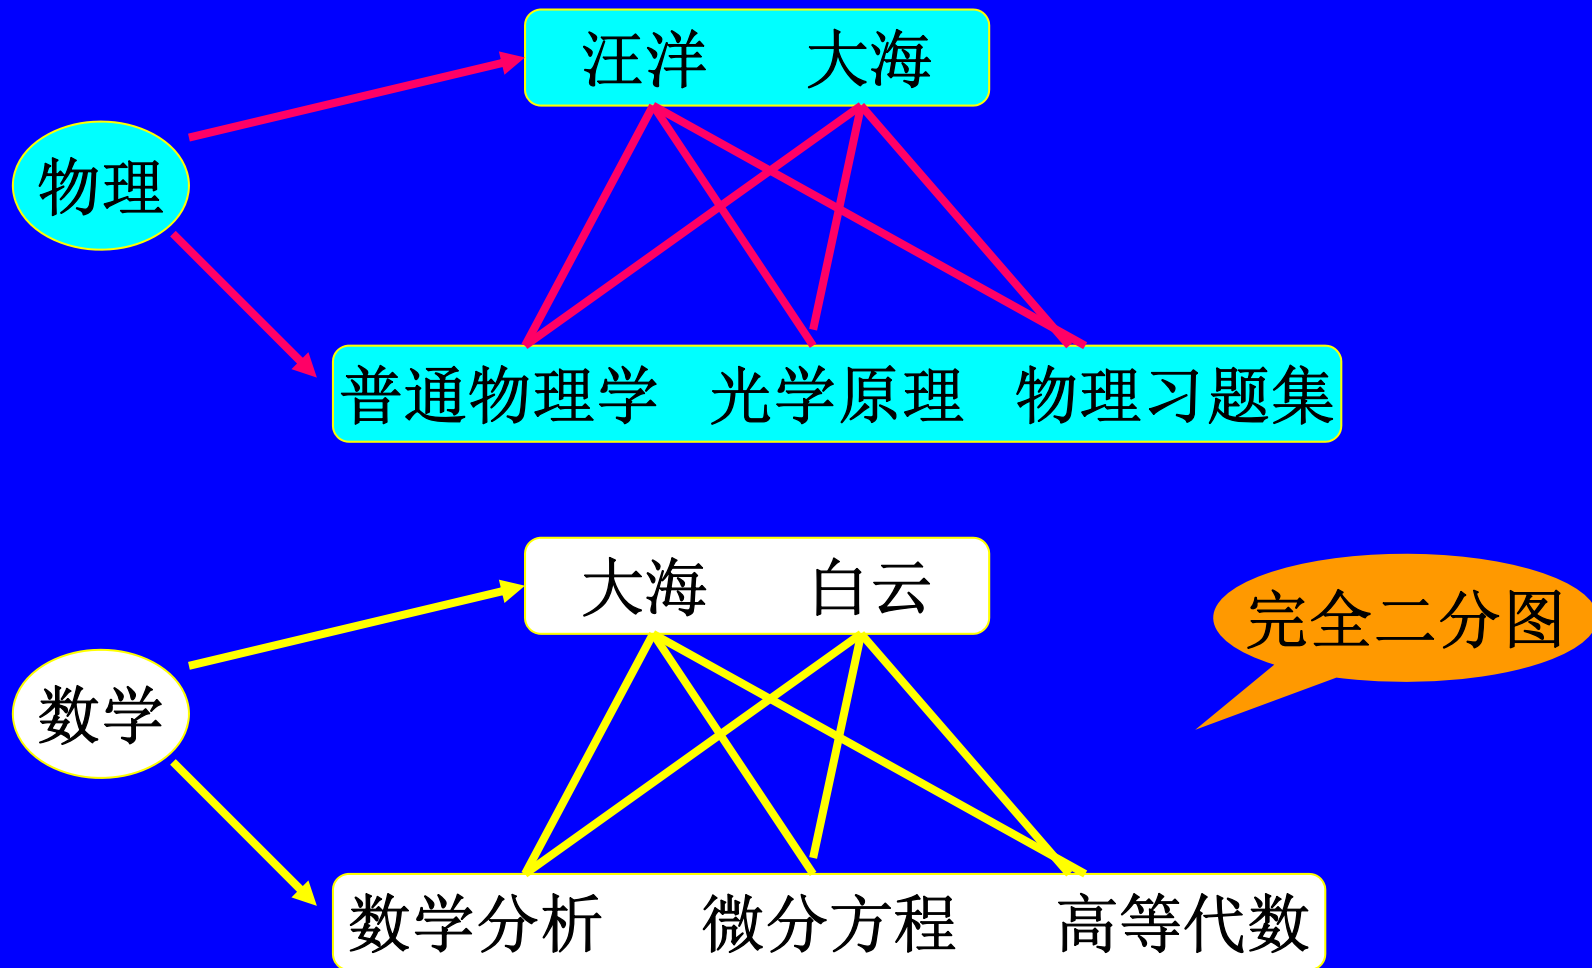 汪洋 大海
物理
普通物理学 光学原理 物理习题集
大海 白云
完全二分图
数学
数学分析 微分方程 高等代数